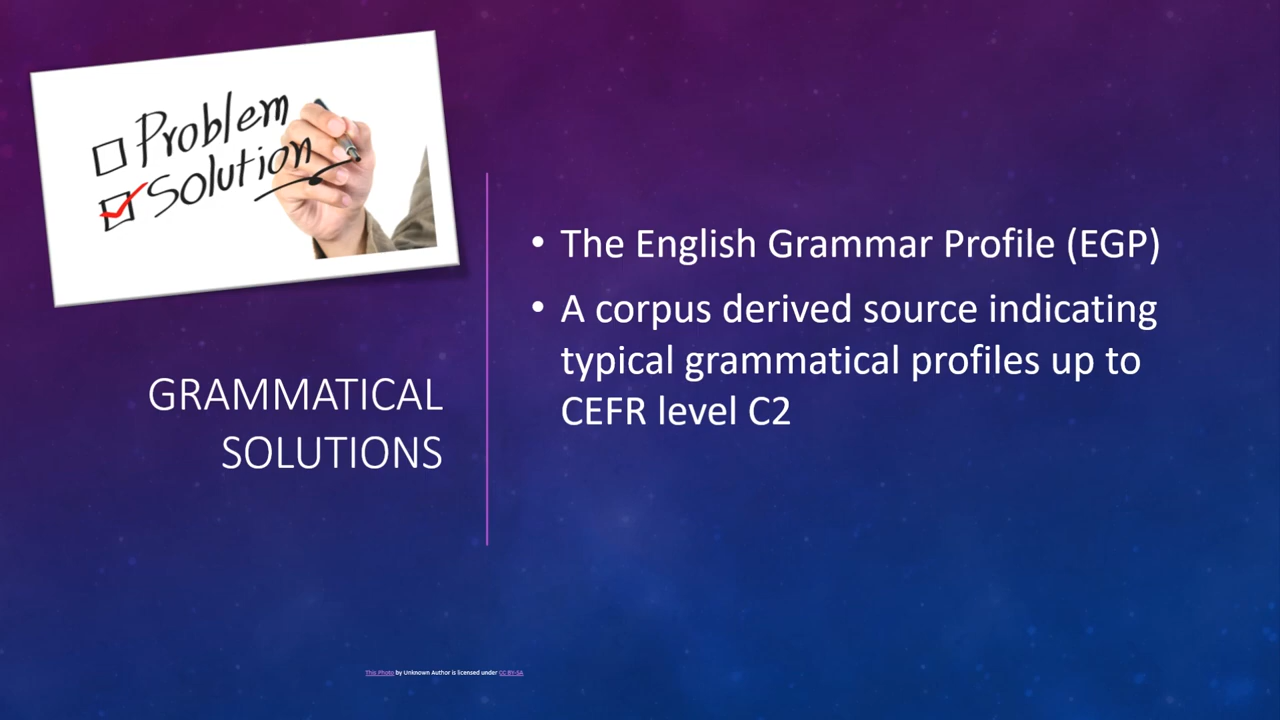 Problem
Solution
GRAMMATICAL
SOLUTIONS
• The English Grammar Profile (EGP)
• A corpus derived source indicating
typical grammatical profiles up to
CEFR level C2
This Photo by Unknown Author is licensed under CC BY-SA